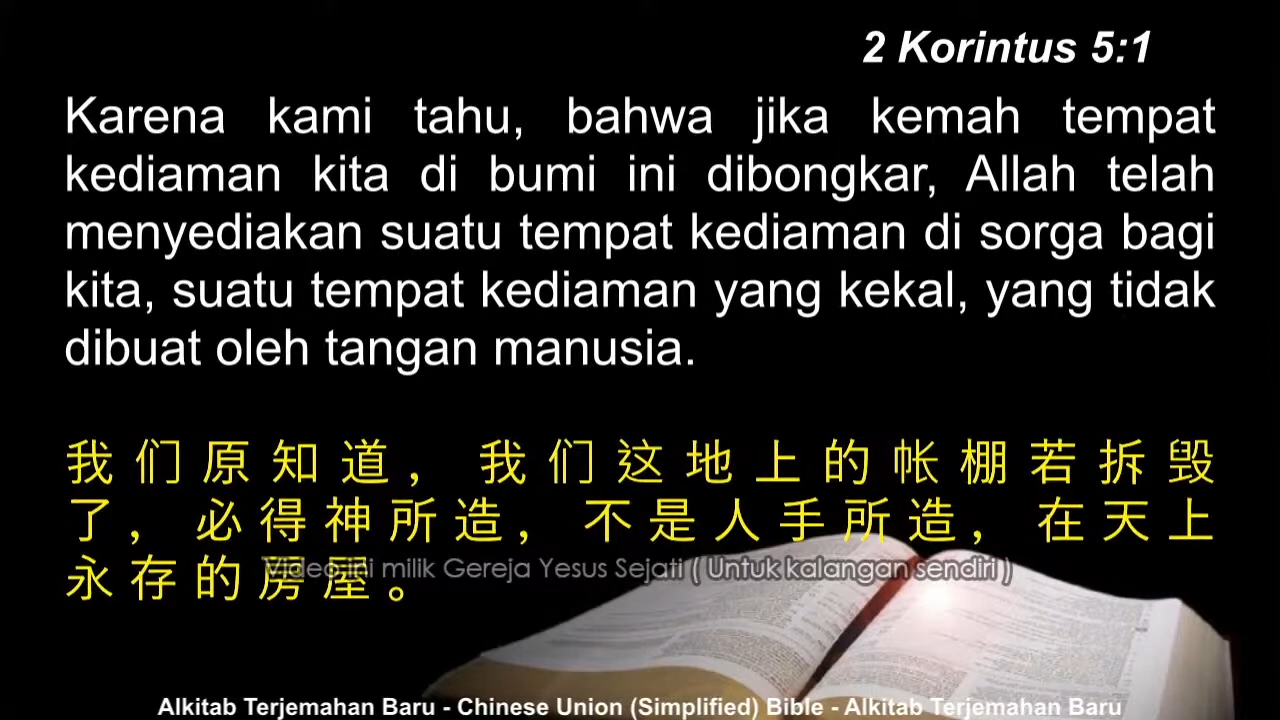 2 Korintus 5:1
Karena kami tahu, bahwa jika kemah tempat
kediaman kita di bumi ini dibongkar, Allah telah
menyediakan suatu tempat kediaman di sorga bagi
kita, suatu tempat kediaman yang kekal, yang tidak
dibuat oleh tangan manusia.
我们原知道，我们这地上的帐棚若拆毁
了，必得神所造，不是人手所造，在天上
永存的房屋。
Video ini milik Gereja Yesus Sejati ( Untuk kalangan sendiri )
Alkitab Terjemahan Baru - Chinese Union (Simplified) Bible - Alkitab Terjemahan Baru